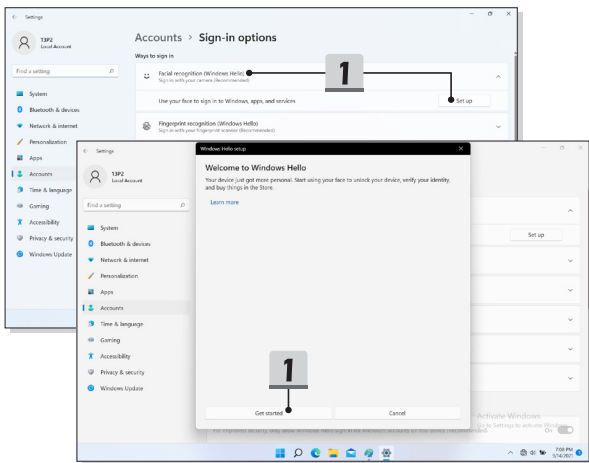 Settings
13P2
Local Account
Find a setting
System
Bluetooth & devices
Network & internet
Personalization
Apps
Accounts
Time & language
Gaming
Accessibility
Privacy & security
Windows Update
Accounts > Sign-in options
Ways to sign in
Facial recognition (Windows Hello)
Sign in with your camera (Recommended)
1
Use your face to sign in to Windows, apps, and services
Set up
Fingerprint recognition (Windows Hello)
Sign in with your fingerprint scanner (Recommended)
Settings
13P2
Local Account
Find a setting
System
Bluetooth & devices
Network & internet
Personalization
Apps
Accounts
Time & language
Gaming
Accessibility
Privacy & security
Windows Update
Windows Hello setup
Welcome to Windows Hello
Your device just got more personal. Start using your face to unlock your device, verify your identity,
and buy things in the Store.
Learn more
1
Get started
Cancel
Set up
Activate Windows
Go to Settings to activate Windows.
On
7:00 PM
5/14/2021